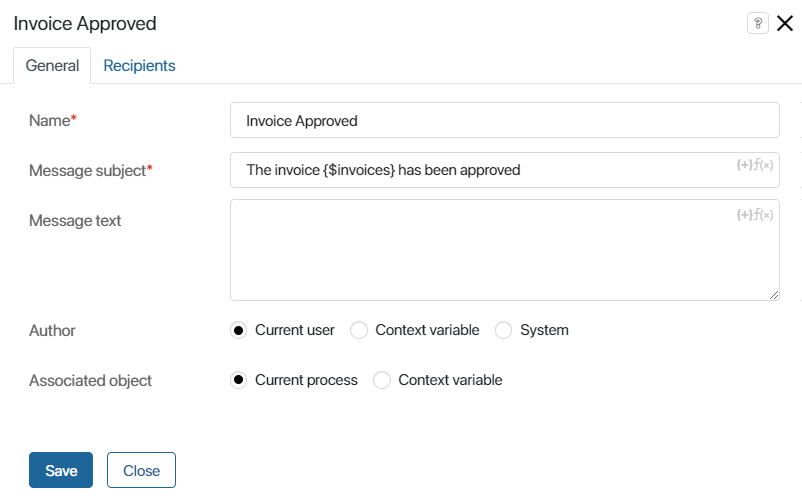 Invoice Approved
?
General Recipients
Name*
Invoice Approved
Message subject*
The invoice {$invoices} has been approved
{+}ƒ(×)
Message text
{+}ƒ(×)
Author
Current user Context variable System
Associated object
Current process Context variable
Save Close